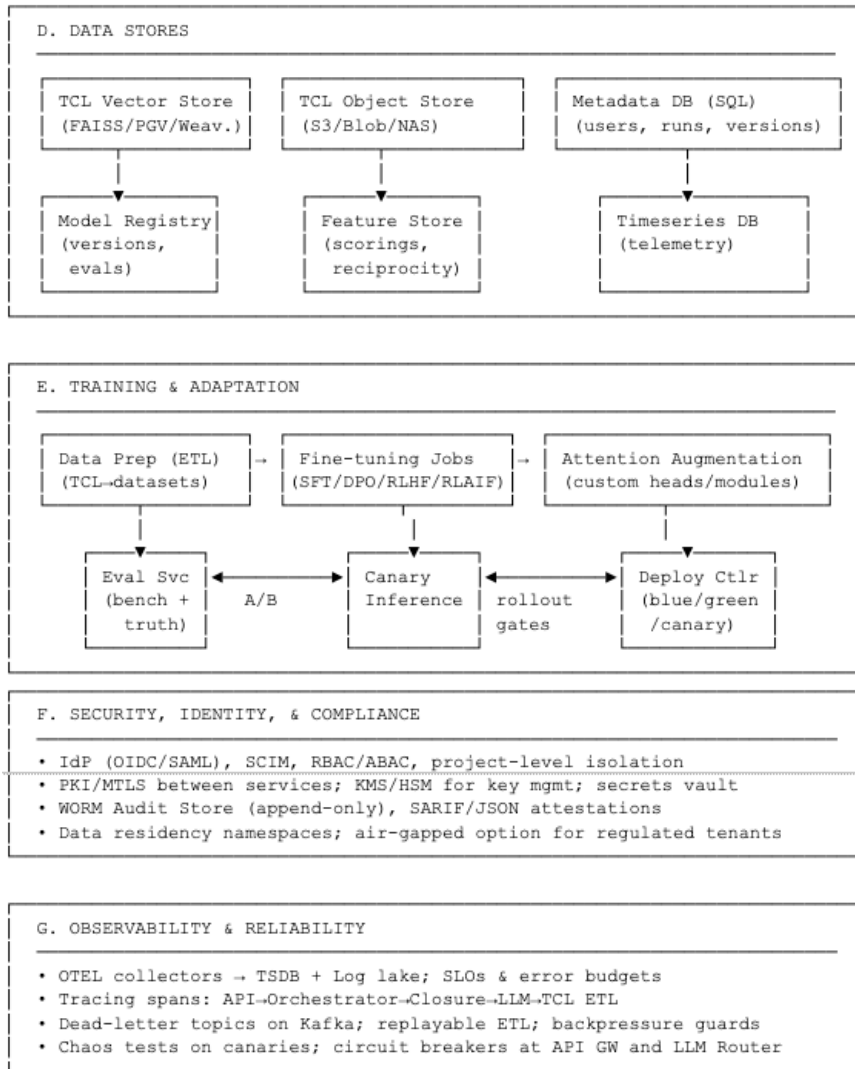 D. DATA STORES
TCL Vector Store TCL Object Store Metadata DB (SQL)
(FAISS/PGV/Weav.) (S3/Blob/NAS) (users, runs, versions)
Model Registry Feature Store Timeseries DB
(versions, (scorings, (telemetry)
evals) reciprocity)
E. TRAINING & ADAPTATION
Data Prep (ETL) → Fine-tuning Jobs → Attention Augmentation
(TCL→datasets) (SFT/DPO/RLHF/RLAIF) (custom heads/modules)
Eval Svc Canary Deploy Ctlr
(bench + A/B Inference rollout (blue/green
truth) gates /canary)
F. SECURITY, IDENTITY, & COMPLIANCE
• IdP (OIDC/SAML), SCIM, RBAC/ABAC, project-level isolation
• PKI/MTLS between services; KMS/HSM for key mgmt; secrets vault
• WORM Audit Store (append-only), SARIF/JSON attestations
• Data residency namespaces; air-gapped option for regulated tenants
G. OBSERVABILITY & RELIABILITY
• OTEL collectors → TSDB + Log lake; SLOs & error budgets
• Tracing spans: API→Orchestrator→Closure→LLM→TCL ETL
• Dead-letter topics on Kafka; replayable ETL; backpressure guards
• Chaos tests on canaries; circuit breakers at API GW and LLM Router